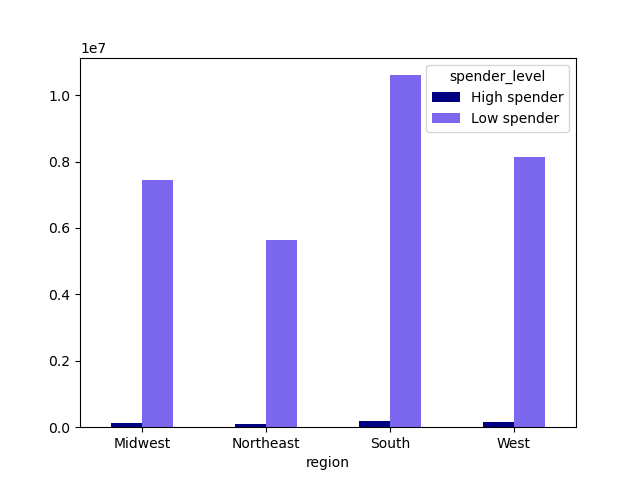 1e7
spender_level
High spender
Low spender
1.0
0.8
0.6
0.4
0.2
0.0
Midwest Northeast South West
region